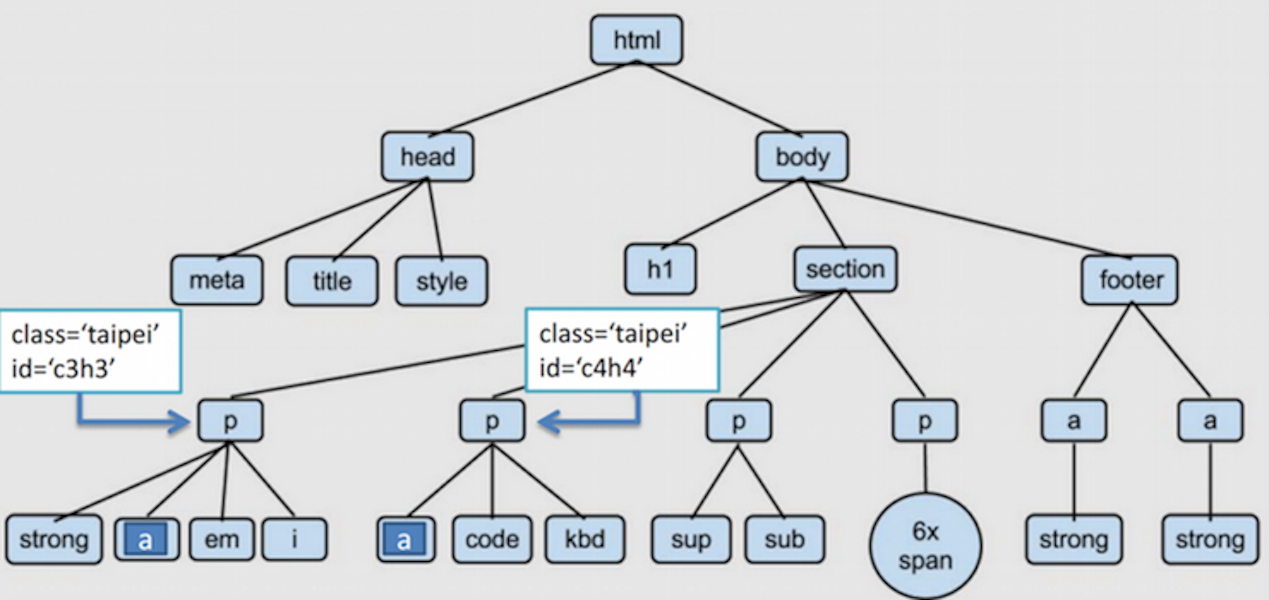 html
head
body
meta
title
style
h1
section
footer
class=‘taipei’
id=‘c3h3’
class=‘taipei’
id=‘c4h4’
p
p
p
p
a
a
strong
a
em
i
a
code
kbd
sup
sub
6x
span
strong
strong